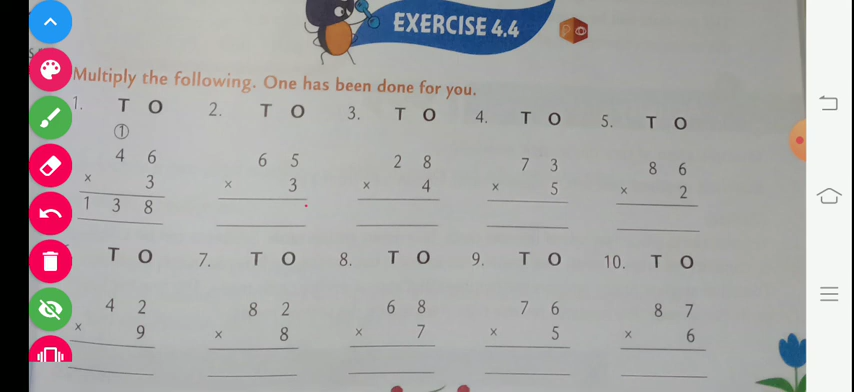 EXERCISE 4.4
Multiply the following. One has been done for you.
1. T O 2. T O 3. T O 4. T O 5. T O
1
4 6 6 5 2 8 7 3 8 6
× 3 × 3 × 4 × 5 × 2
1 3 8
T O 7. T O 8. T O 9. T O 10. T O
4 2 8 2 6 8 7 6 8 7
× 9 × 8 × 7 × 5 × 6